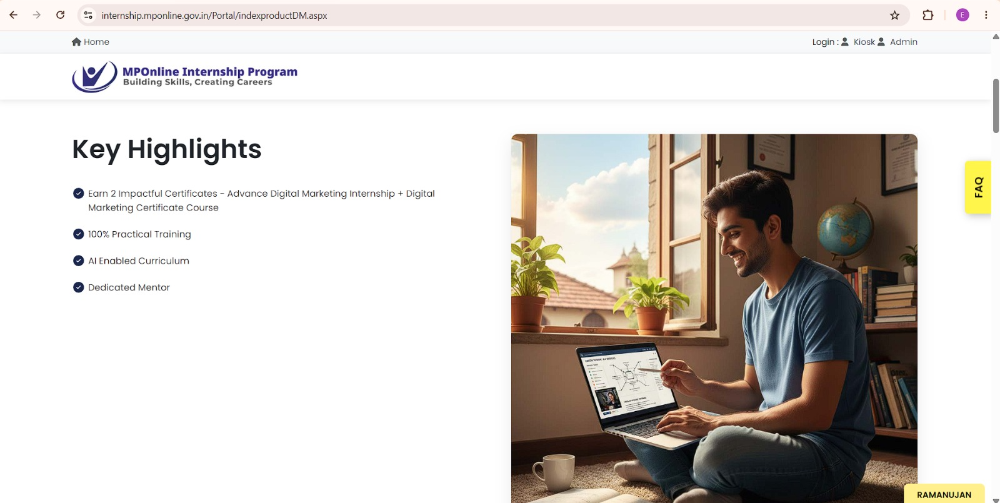 internship.mponline.gov.in/Portal/indexproductDM.aspx
E
Home
Login : Kiosk Admin
MPOnline Internship Program
Building Skills, Creating Careers
Key Highlights
Earn 2 Impactful Certificates - Advance Digital Marketing Internship + Digital
Marketing Certificate Course
100% Practical Training
AI Enabled Curriculum
Dedicated Mentor
FAQ
RAMANUJAN